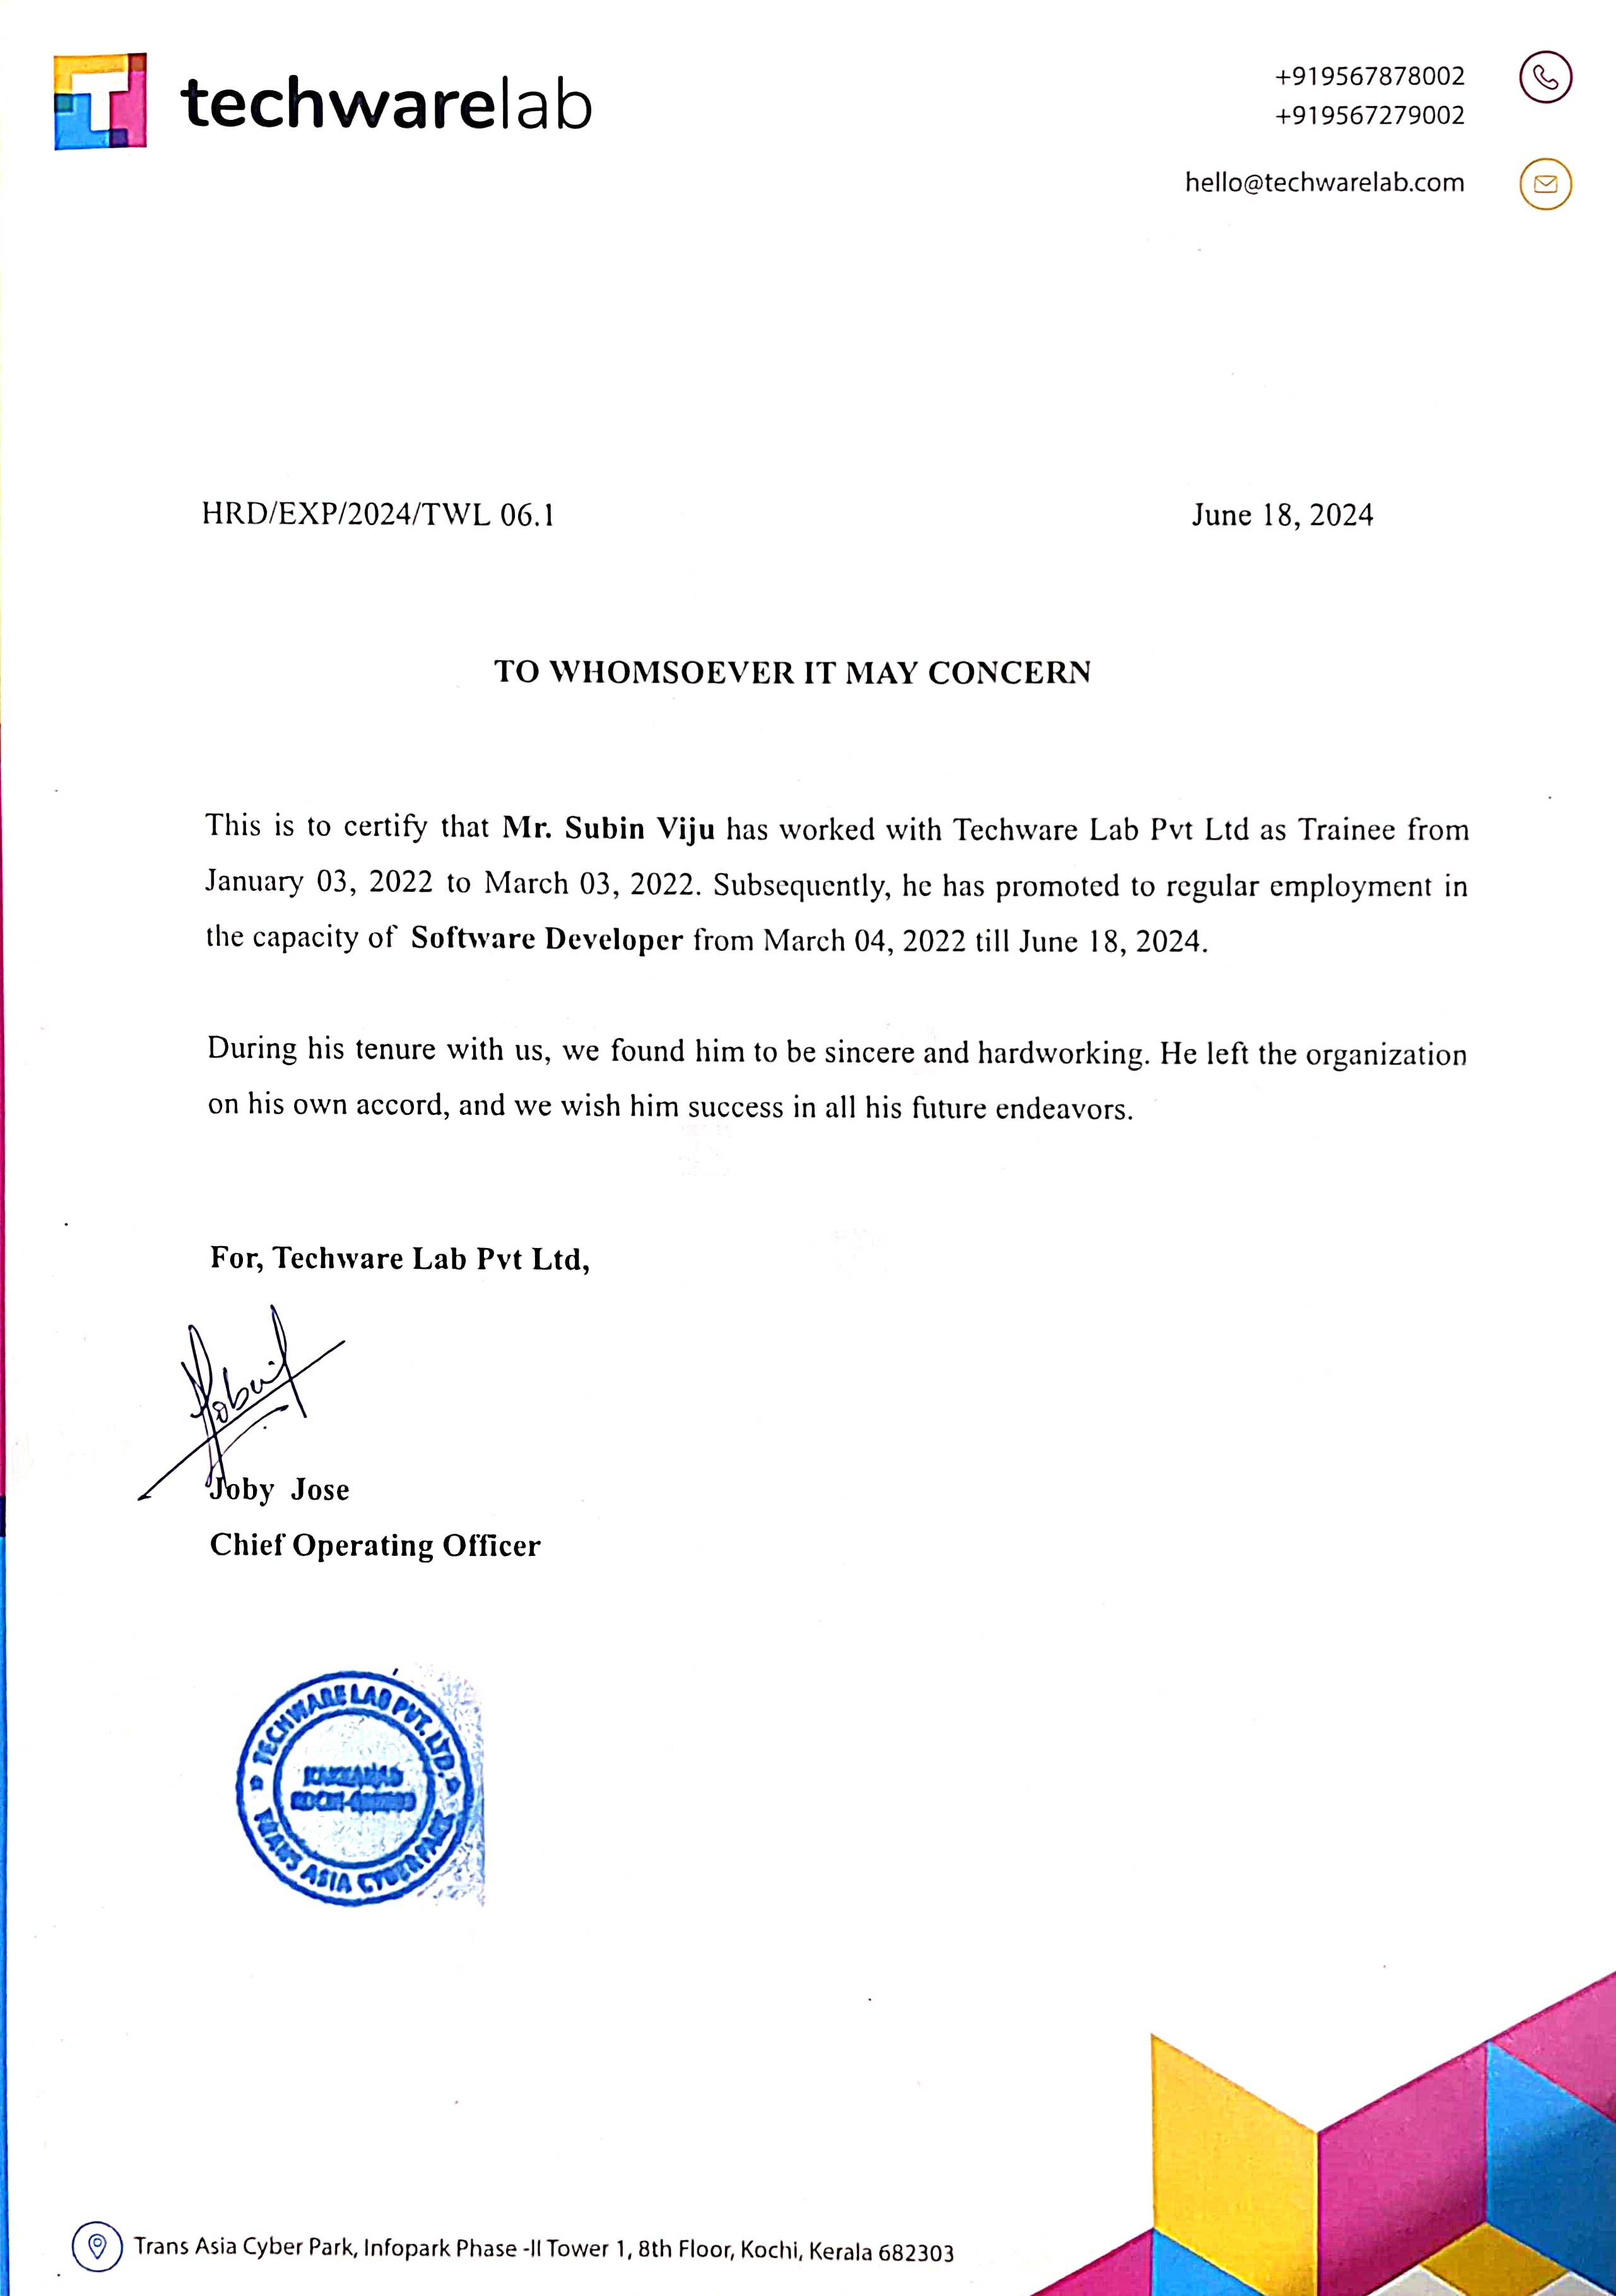 techwarelab
+919567878002
+919567279002
hello@techwarelab.com
HRD/EXP/2024/TWL 06.1
June 18, 2024
TO WHOMSOEVER IT MAY CONCERN
This is to certify that Mr. Subin Viju has worked with Techware Lab Pvt Ltd as Trainee from
January 03, 2022 to March 03, 2022. Subsequently, he has promoted to regular employment in
the capacity of Software Developer from March 04, 2022 till June 18, 2024.
During his tenure with us, we found him to be sincere and hardworking. He left the organization
on his own accord, and we wish him success in all his future endeavors.
For, Techware Lab Pvt Ltd,
Joby Jose
Chief Operating Officer
TECHWARE LAB PVT. LTD.
TRANS ASIA CYBERPARK
Trans Asia Cyber Park, Infopark Phase -II Tower 1, 8th Floor, Kochi, Kerala 682303